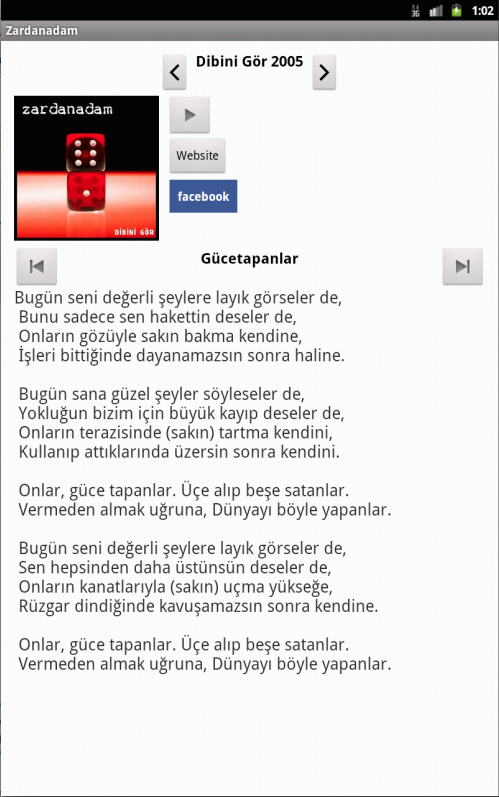 3G
1:02
Zardanadam
Dibini Gör 2005
zardanadam
DİBİNİ GÖR
Website
facebook
Gücetapanlar
Bugün seni değerli şeylere layık görseler de,
Bunu sadece sen hakettin deseler de,
Onların gözüyle sakın bakma kendine,
İşleri bittiğinde dayanamazsın sonra haline.
Bugün sana güzel şeyler söyleseler de,
Yokluğun bizim için büyük kayıp deseler de,
Onların terazisinde (sakın) tartma kendini,
Kullanıp attıklarında üzersin sonra kendini.
Onlar, güce tapanlar. Üçe alıp beşe satanlar.
Vermeden almak uğruna, Dünyayı böyle yapanlar.
Bugün seni değerli şeylere layık görseler de,
Sen hepsinden daha üstünsün deseler de,
Onların kanatlarıyla (sakın) uçma yükseğe,
Rüzgar dindiğinde kavuşamazsın sonra kendine.
Onlar, güce tapanlar. Üçe alıp beşe satanlar.
Vermeden almak uğruna, Dünyayı böyle yapanlar.